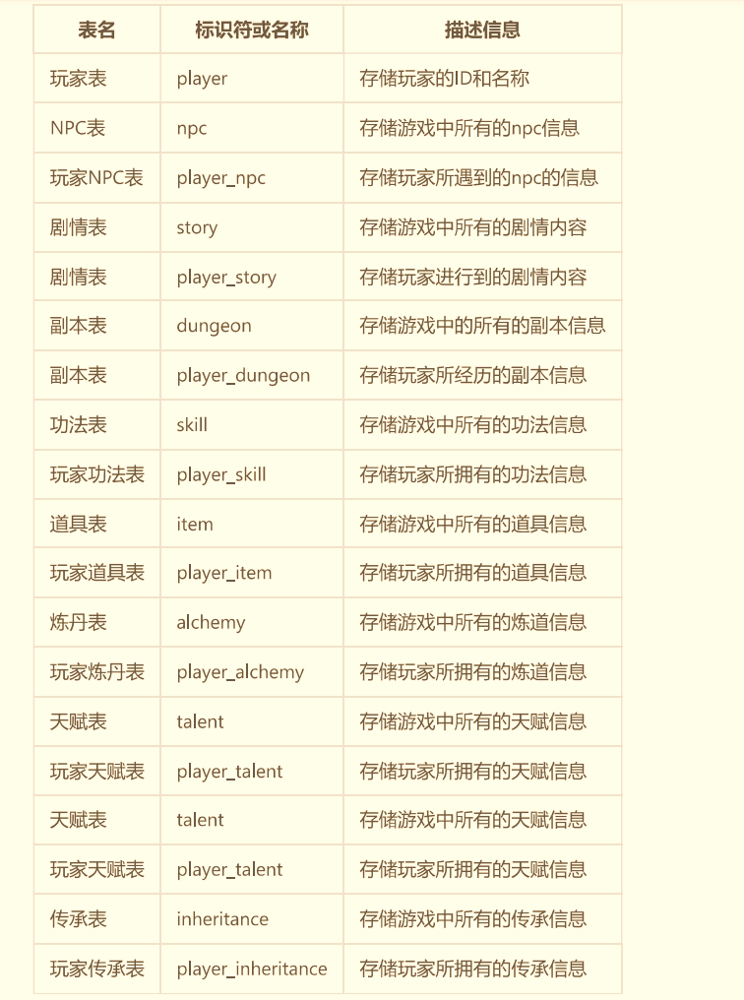 表名 标识符或名称 描述信息
玩家表 player 存储玩家的ID和名称
NPC表 npc 存储游戏中所有的npc信息
玩家NPC表 player_npc 存储玩家所遇到的npc的信息
剧情表 story 存储游戏中所有的剧情内容
剧情表 player_story 存储玩家进行到的剧情内容
副本表 dungeon 存储游戏中的所有的副本信息
副本表 player_dungeon 存储玩家所经历的副本信息
功法表 skill 存储游戏中所有的功法信息
玩家功法表 player_skill 存储玩家所拥有的功法信息
道具表 item 存储游戏中所有的道具信息
玩家道具表 player_item 存储玩家所拥有的道具信息
炼丹表 alchemy 存储游戏中所有的炼道信息
玩家炼丹表 player_alchemy 存储玩家所拥有的炼道信息
天赋表 talent 存储游戏中所有的天赋信息
玩家天赋表 player_talent 存储玩家所拥有的天赋信息
天赋表 talent 存储游戏中所有的天赋信息
玩家天赋表 player_talent 存储玩家所拥有的天赋信息
传承表 inheritance 存储游戏中所有的传承信息
玩家传承表 player_inheritance 存储玩家所拥有的传承信息